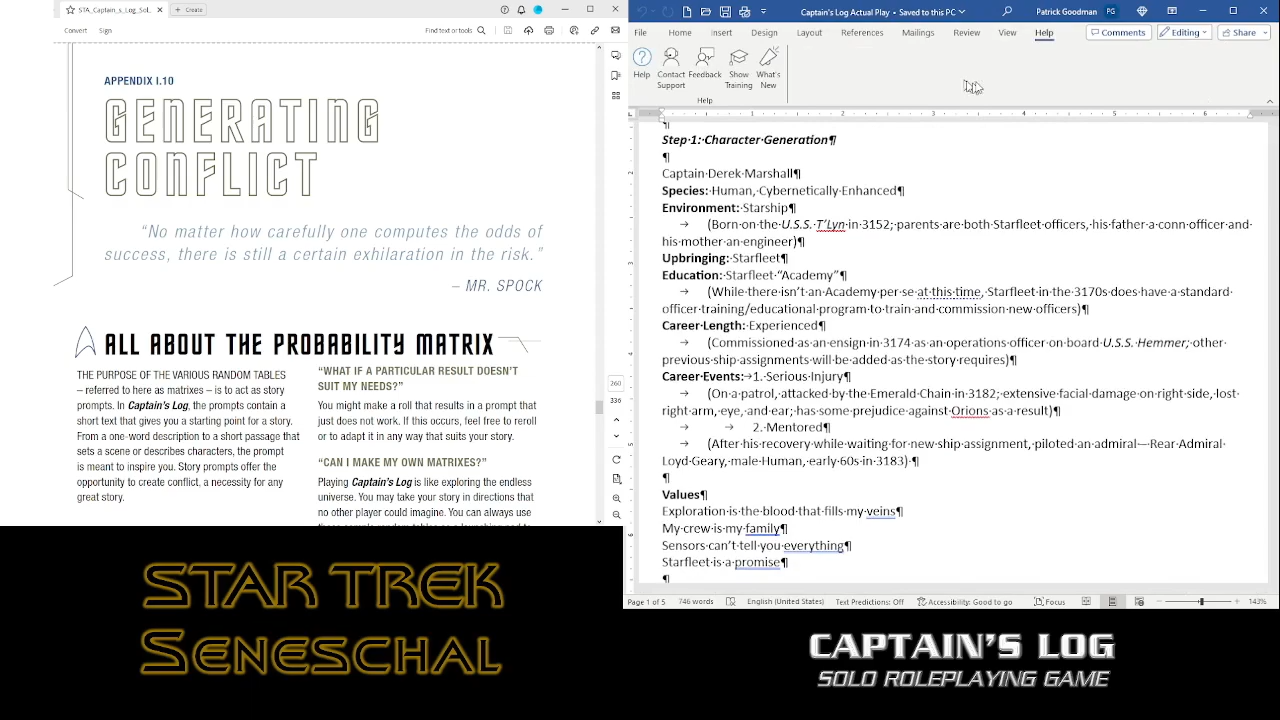 STA_Captain_s_Log_SoL...
Create
Convert
Sign
Find text or tools
APPENDIX I.10
GENERATING
CONFLICT
“No matter how carefully one computes the odds of
success, there is still a certain exhilaration in the risk.”
– MR. SPOCK
ALL ABOUT THE PROBABILITY MATRIX
THE PURPOSE OF THE VARIOUS RANDOM TABLES
– referred to here as matrixes – is to act as story
prompts. In Captain’s Log, the prompts contain a
short text that gives you a starting point for a story.
From a one-word description to a short passage that
sets a scene or describes characters, the prompt
is meant to inspire you. Story prompts offer the
opportunity to create conflict, a necessity for any
great story.
“WHAT IF A PARTICULAR RESULT DOESN’T
SUIT MY NEEDS?”
You might make a roll that results in a prompt that
just does not work. If this occurs, feel free to reroll
or to adapt it in any way that suits your story.
“CAN I MAKE MY OWN MATRIXES?”
Playing Captain’s Log is like exploring the endless
universe. You may take your story in directions that
no other player could imagine. You can always use
260
336
Captain's Log Actual Play - Saved to this PC
Patrick Goodman
PG
File
Home
Insert
Draw
Design
Layout
References
Mailings
Review
View
Help
Comments
Editing
Share
Help
Contact
Support
Feedback
Show
Training
What's
New
Help
1
2
3
4
5
6
Step 1: Character Generation¶
¶
Captain Derek Marshall¶
Species: Human, Cybernetically Enhanced¶
Environment: Starship¶
→ (Born on the U.S.S. T’Lyn in 3152; parents are both Starfleet officers, his father a conn officer and
his mother an engineer)¶
Upbringing: Starfleet¶
Education: Starfleet “Academy”¶
→ (While there isn’t an Academy per se at this time, Starfleet in the 3170s does have a standard
officer training/educational program to train and commission new officers)¶
Career Length: Experienced¶
→ (Commissioned as an ensign in 3174 as an operations officer on board U.S.S. Hemmer; other
previous ship assignments will be added as the story requires)¶
Career Events: → 1. Serious Injury¶
→ (On a patrol, attacked by the Emerald Chain in 3182; extensive facial damage on right side, lost
right arm, eye, and ear; has some prejudice against Orions as a result)¶
→ → 2. Mentored¶
→ (After his recovery while waiting for new ship assignment, piloted an admiral — Rear Admiral
Loyd Geary, male Human, early 60s in 3183) ¶
¶
Values¶
Exploration is the blood that fills my veins¶
My crew is my family¶
Sensors can’t tell you everything¶
Starfleet is a promise¶
¶
Page 1 of 5
746 words
English (United States)
Text Predictions: Off
Accessibility: Good to go
Focus
143%
STAR TREK
SENESCHAL
CAPTAIN’S LOG
SOLO ROLEPLAYING GAME